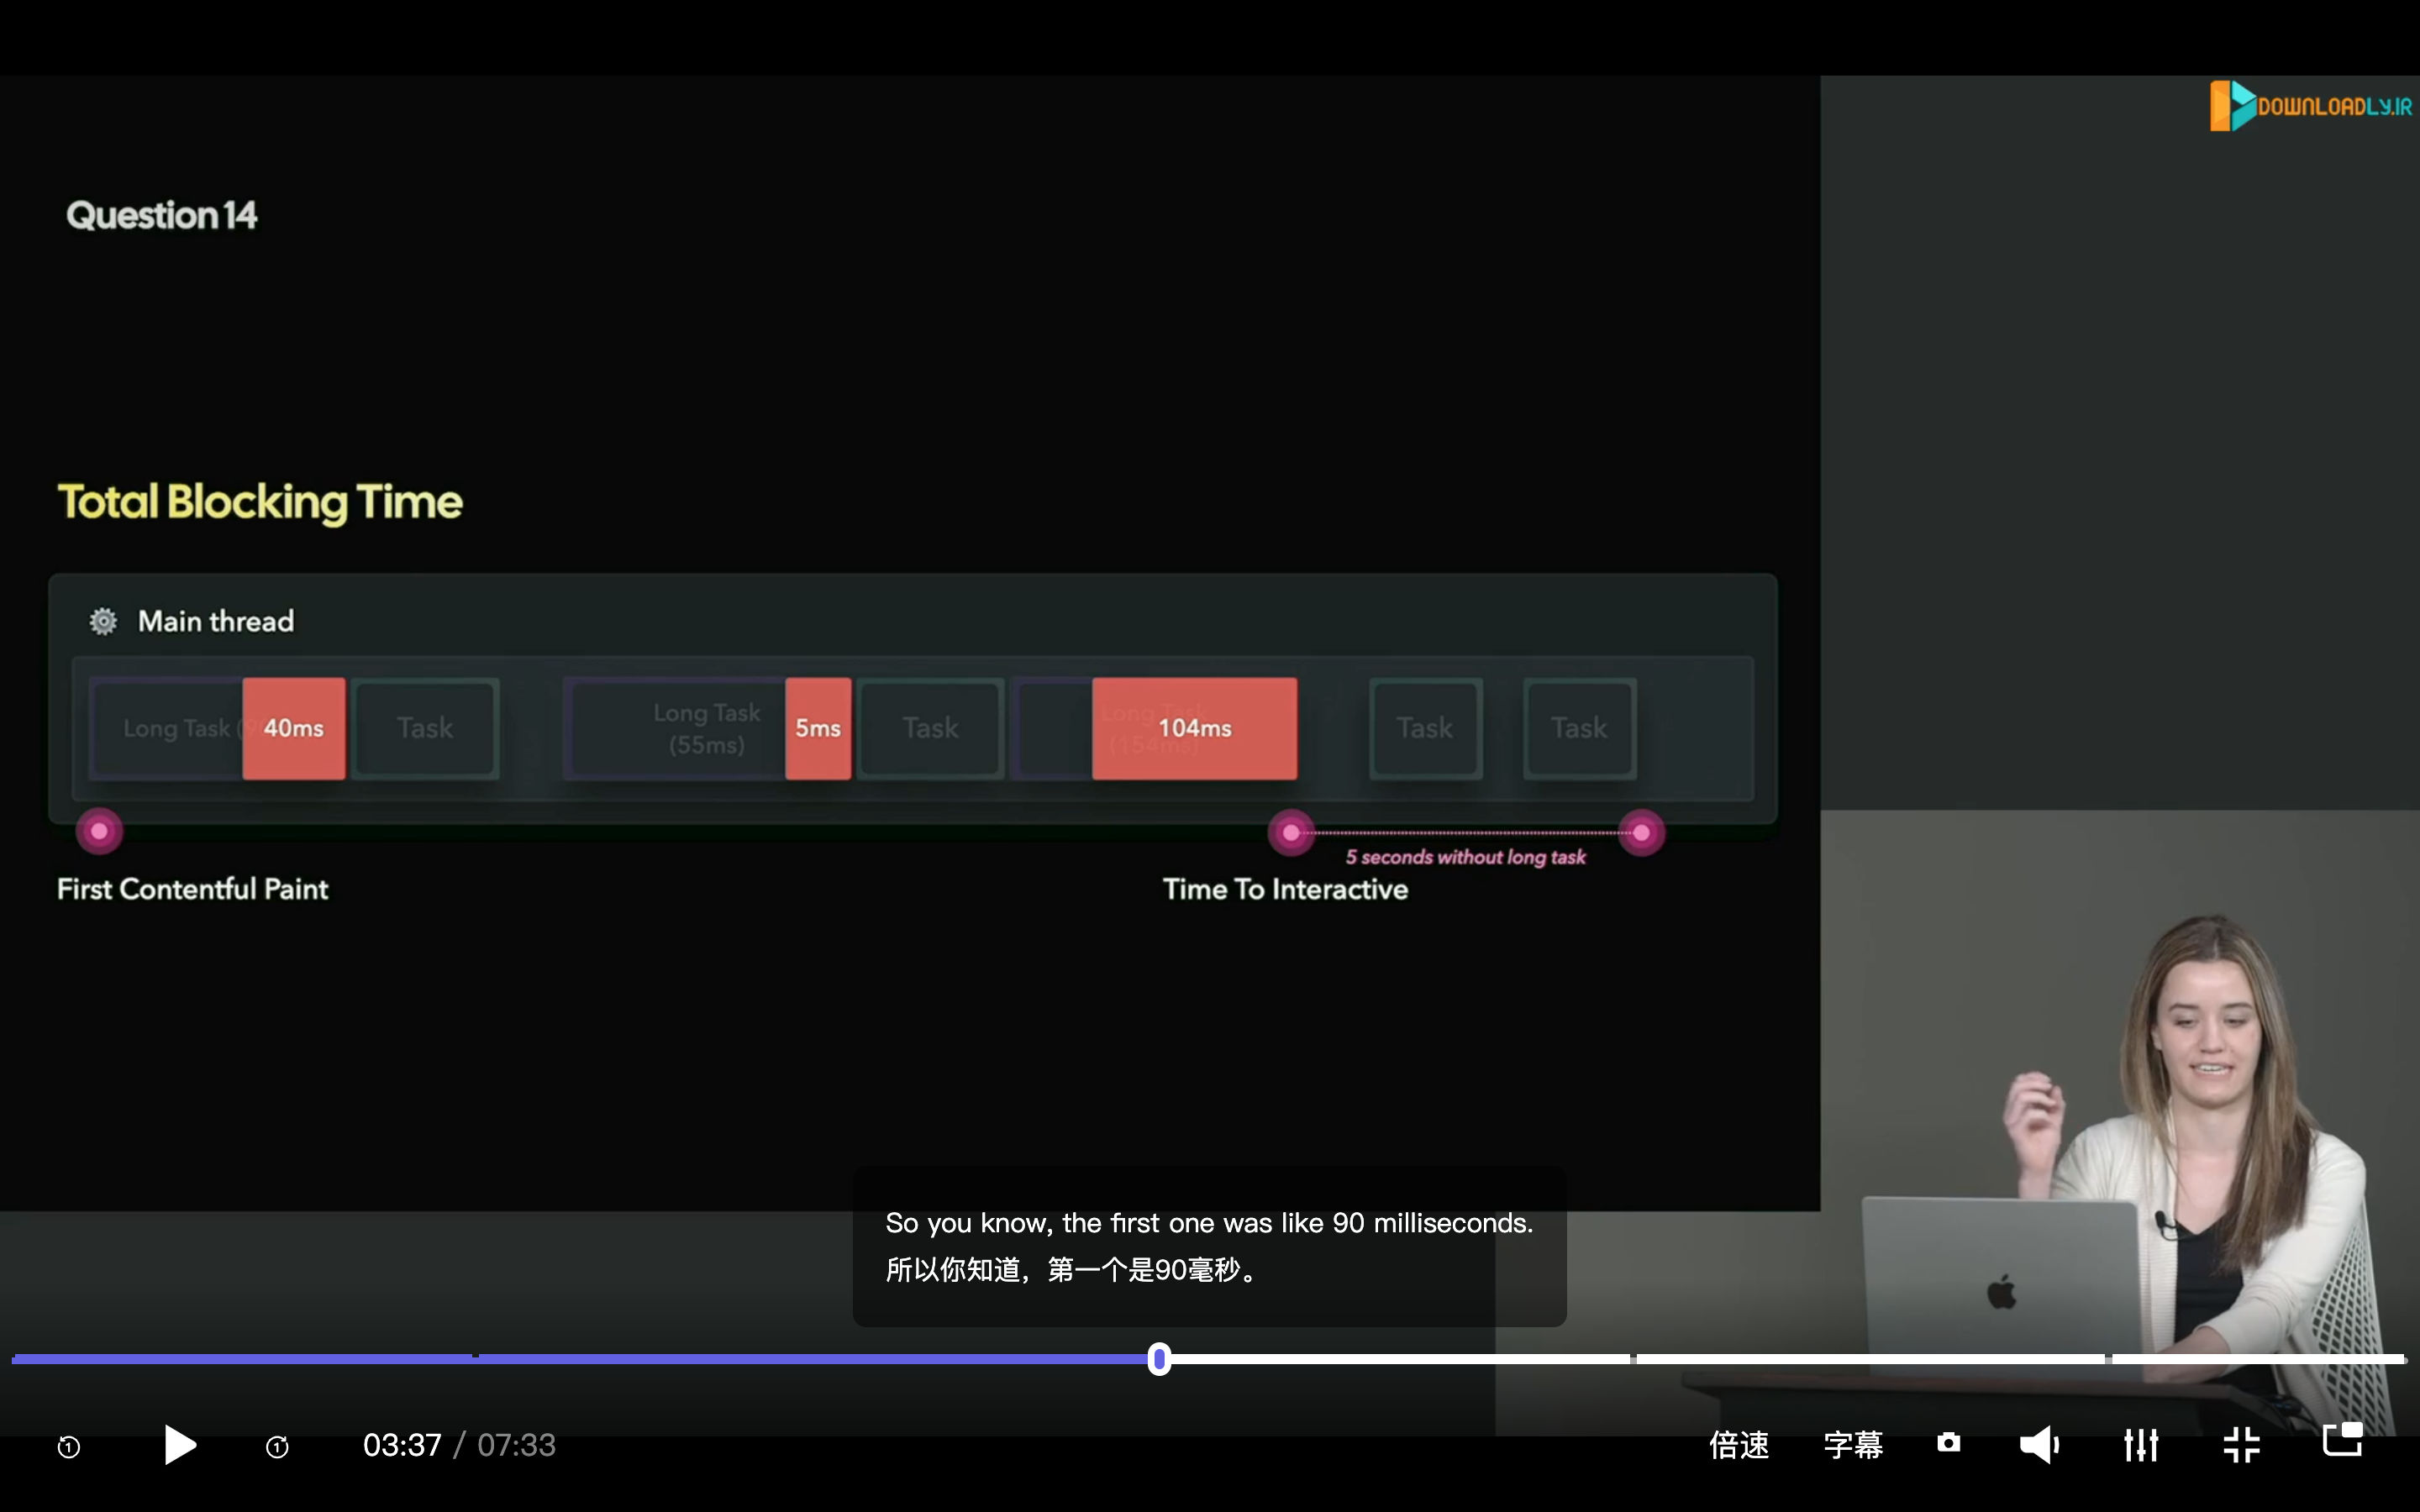 DOWNLOADLY.IR
Question 14
Total Blocking Time
Main thread
Long Task (9 40ms
Task
Long Task
(55ms)
5ms
Task
Long Task
(154ms)
104ms
Task
Task
5 seconds without long task
First Contentful Paint
Time To Interactive
So you know, the first one was like 90 milliseconds.
所以你知道，第一个是90毫秒。
1
1
03:37 / 07:33
倍速
字幕